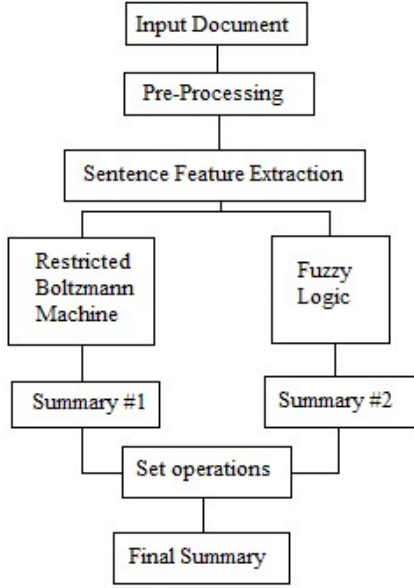 Input Document
Pre-Processing
Sentence Feature Extraction
Restricted
Boltzmann
Machine
Fuzzy
Logic
Summary #1
Summary #2
Set operations
Final Summary